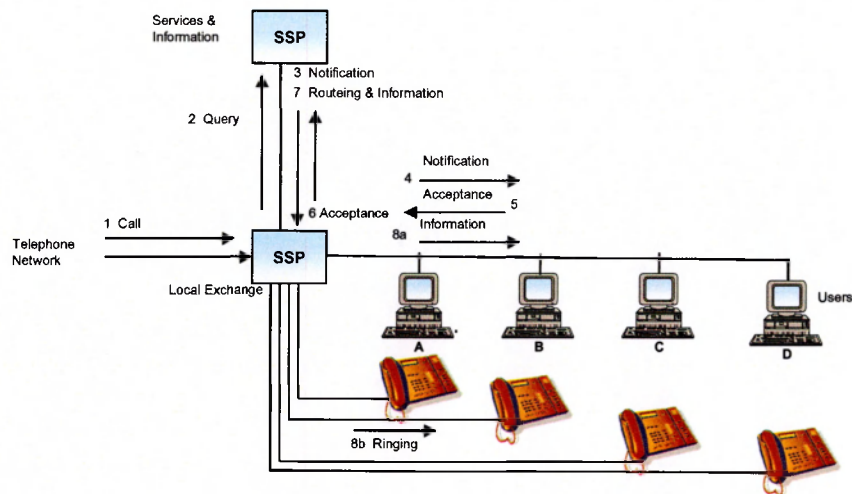 Services &
Information
SSP
3 Notification
7 Routeing & Information
2 Query
Notification
4
Acceptance
5
6 Acceptance
Information
8a
1 Call
Telephone
Network
SSP
Local Exchange
Users
A
B
C
D
8b Ringing